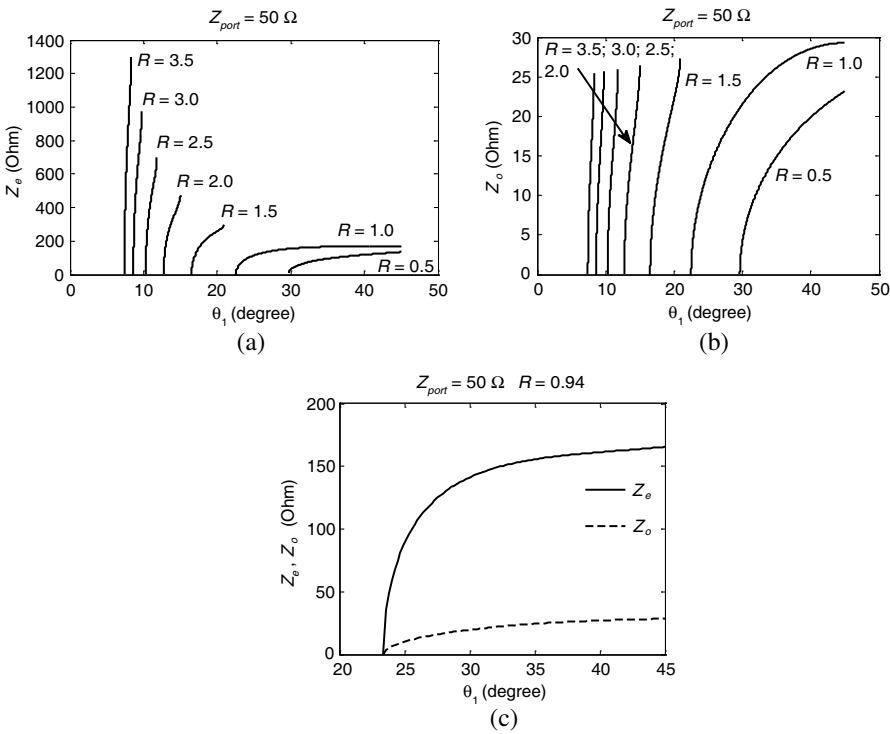 Z_port = 50 Ω
1400
1200
1000
800
600
400
200
0
Z_e (Ohm)
R = 3.5
R = 3.0
R = 2.5
R = 2.0
R = 1.5
R = 1.0
R = 0.5
0 10 20 30 40 50
θ_1 (degree)
(a)
Z_port = 50 Ω
30
25
20
15
10
5
0
Z_o (Ohm)
R = 3.5; 3.0; 2.5;
2.0
R = 1.5
R = 1.0
R = 0.5
0 10 20 30 40 50
θ_1 (degree)
(b)
Z_port = 50 Ω R = 0.94
200
150
100
50
0
Z_e, Z_o (Ohm)
Z_e
Z_o
20 25 30 35 40 45
θ_1 (degree)
(c)